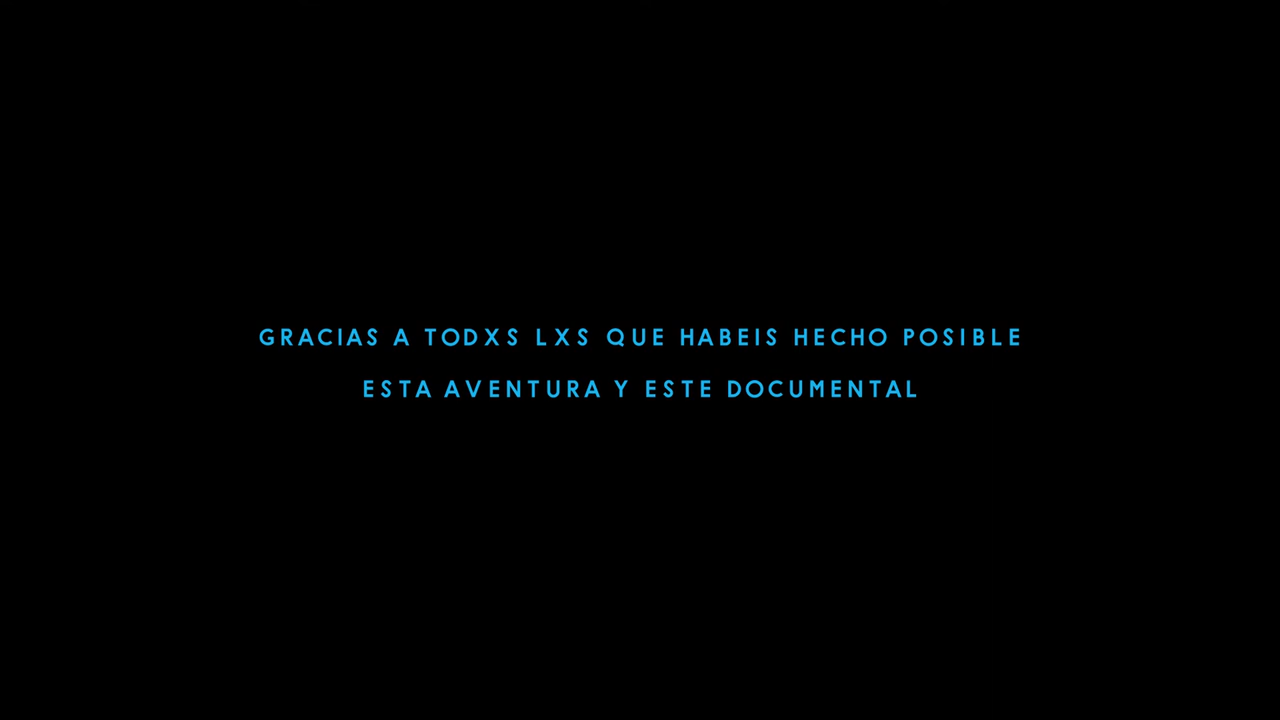 GRACIAS A TODXS LXS QUE HABEIS HECHO POSIBLE
ESTA AVENTURA Y ESTE DOCUMENTAL